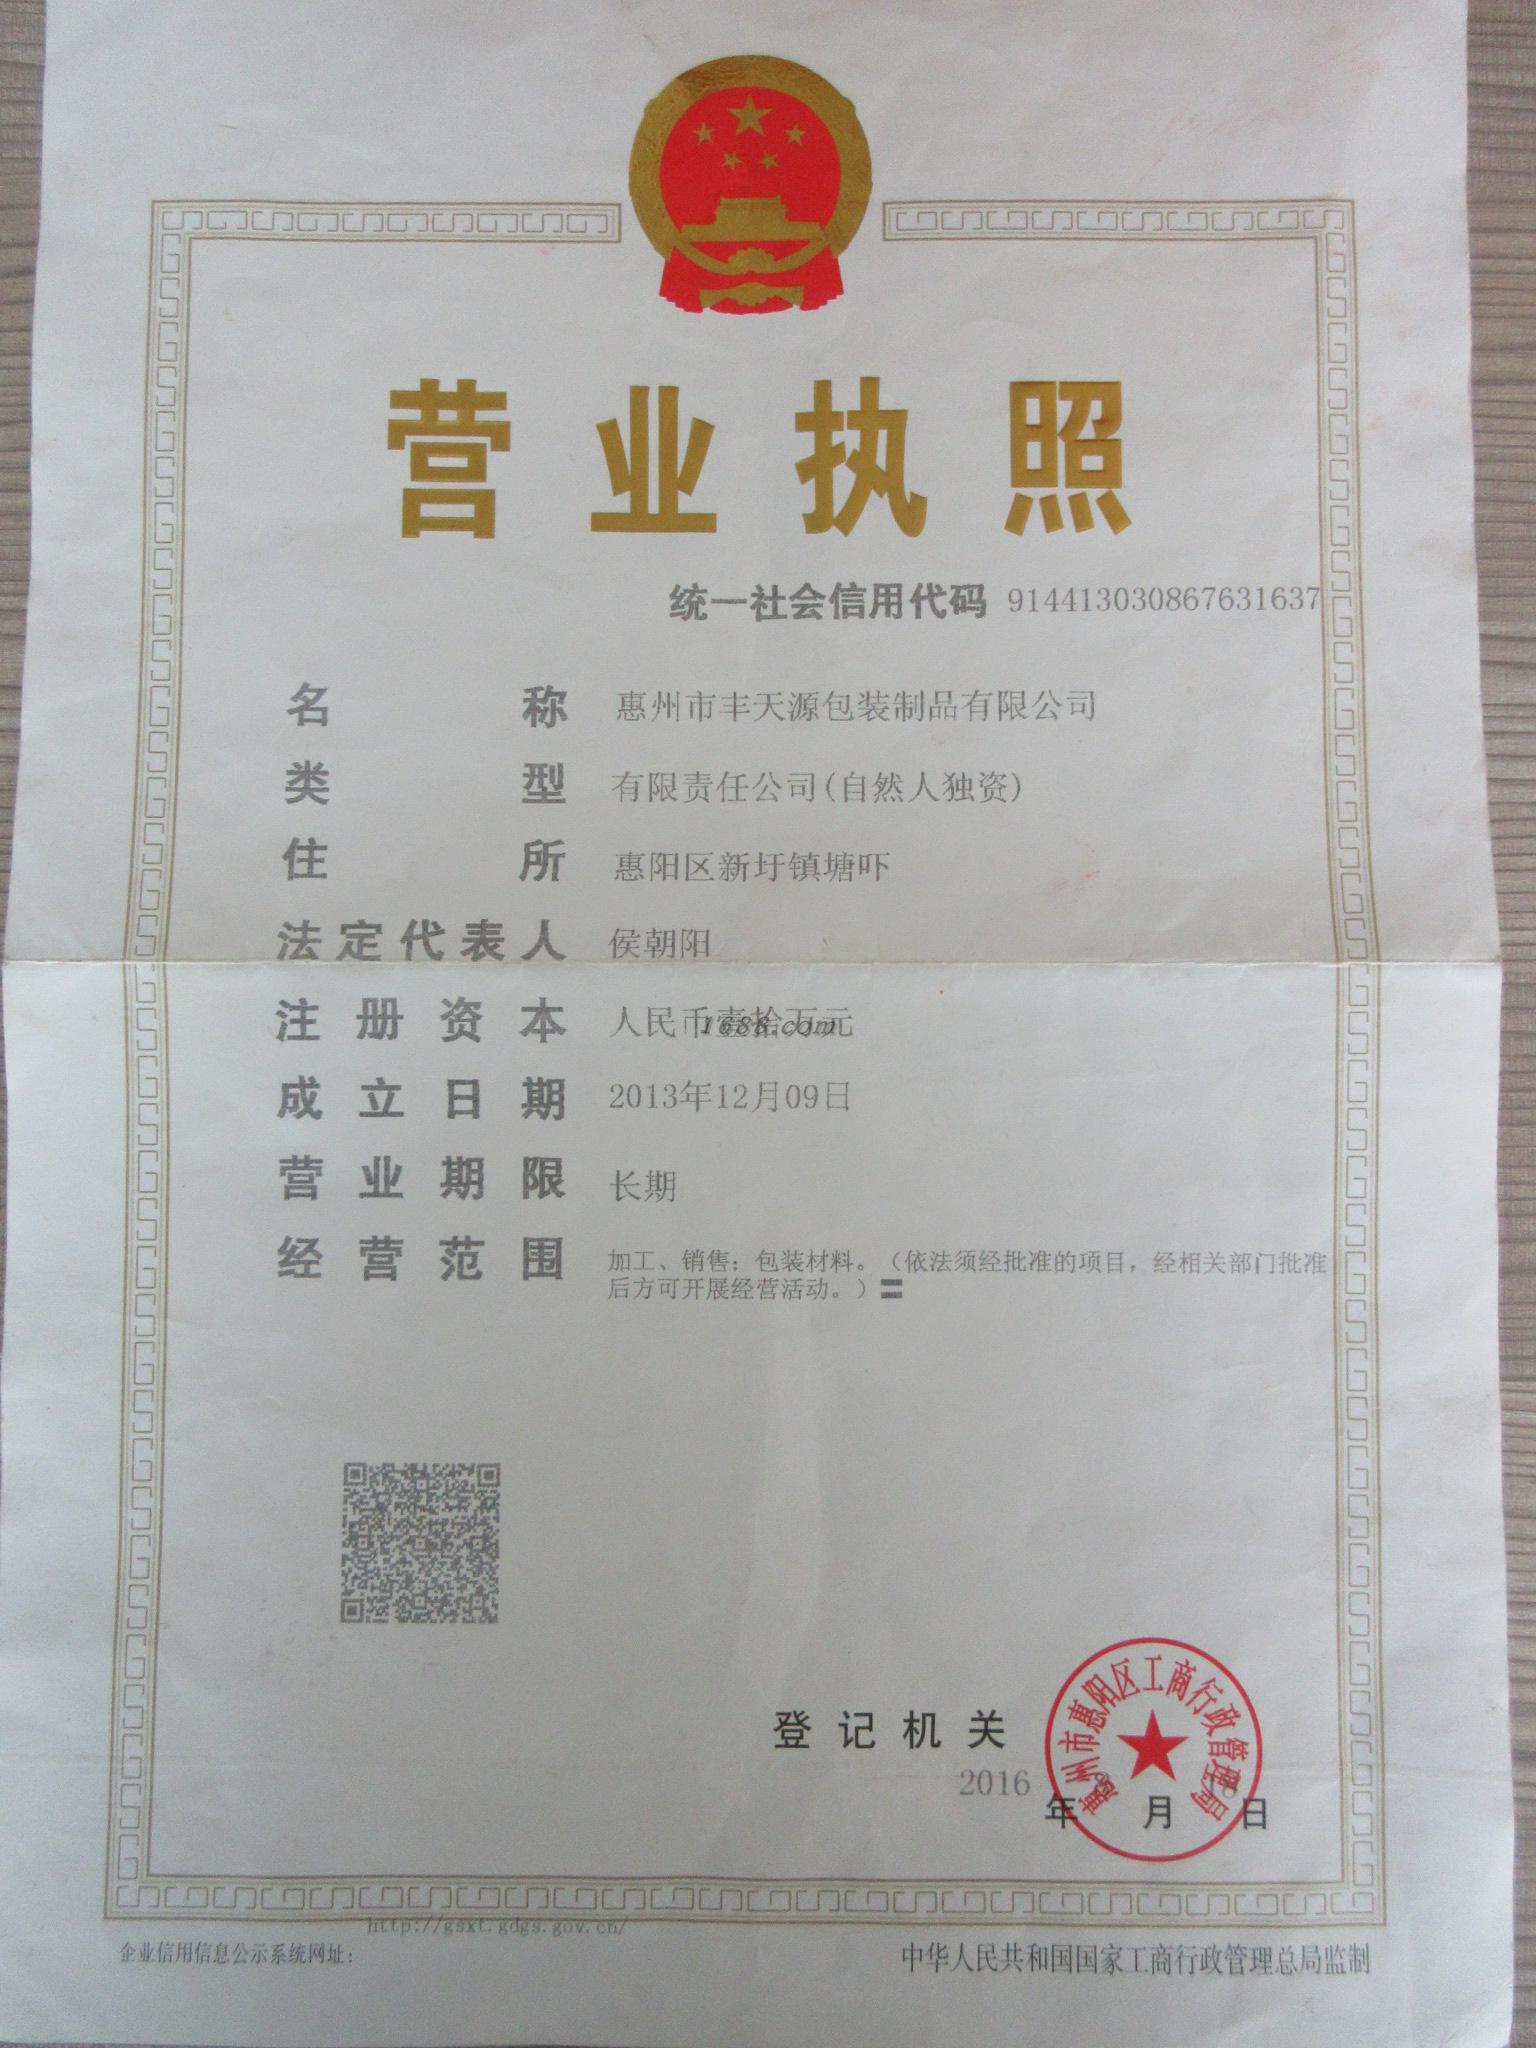 营业执照
统一社会信用代码 914413030867631637
名称 惠州市丰天源包装制品有限公司
类型 有限责任公司(自然人独资)
住所 惠阳区新圩镇塘吓
法定代表人 侯朝阳
注册资本 人民币壹拾万元
1688.com
成立日期 2013年12月09日
营业期限 长期
经营范围 加工、销售：包装材料。（依法须经批准的项目，经相关部门批准
后方可开展经营活动。）〓
登记机关
惠州市惠阳区工商行政管理局
2016 年 月 日
http://gsxt.gdgs.gov.cn/
企业信用信息公示系统网址：
中华人民共和国国家工商行政管理总局监制